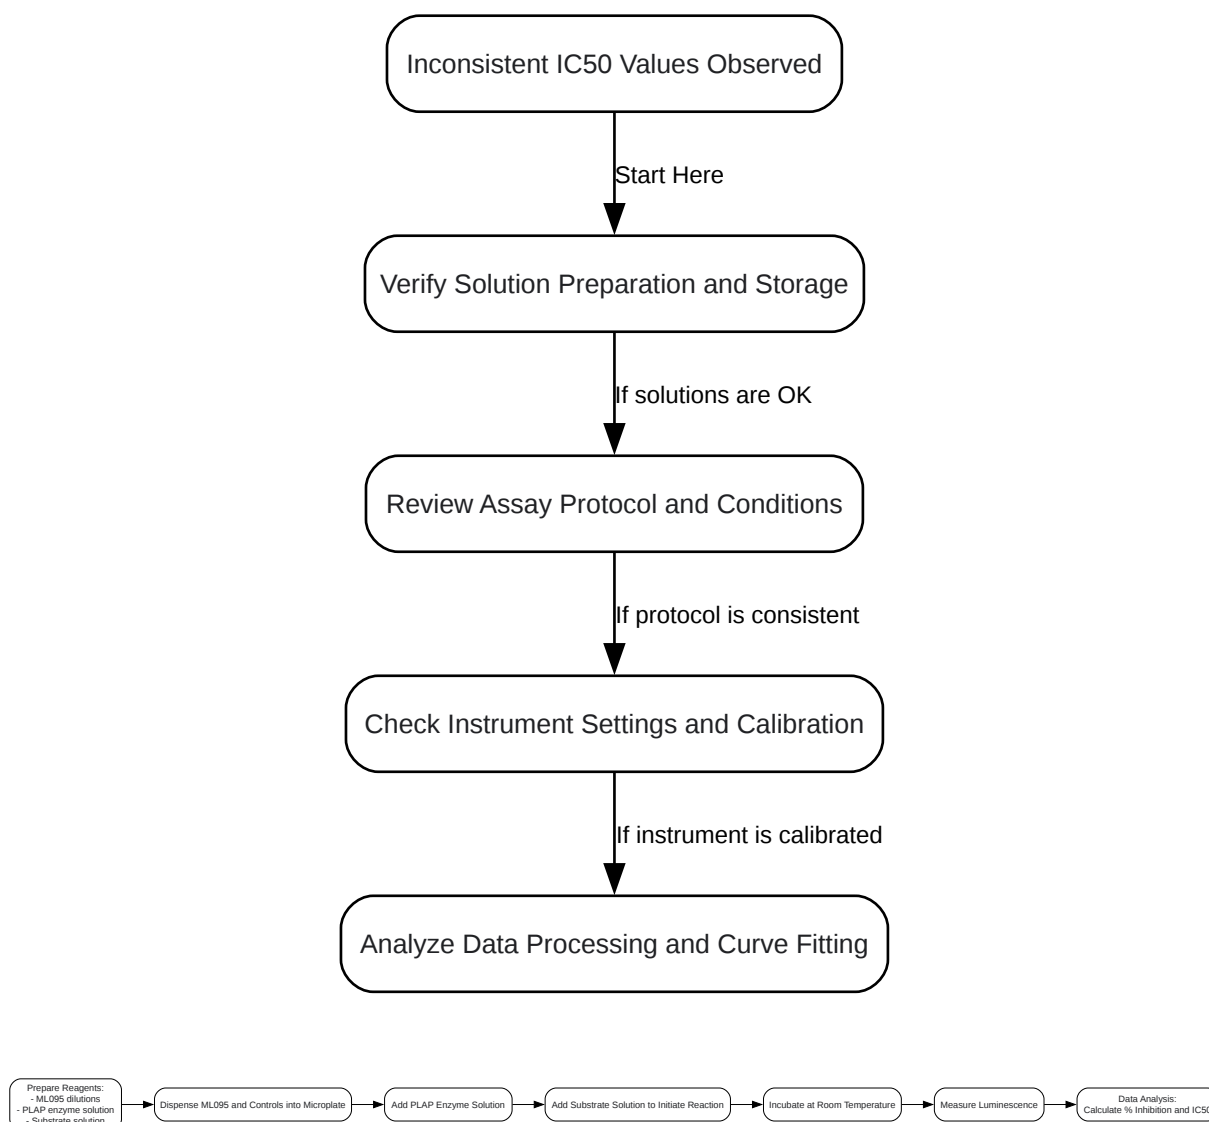 Inconsistent IC50 Values Observed
Start Here
Verify Solution Preparation and Storage
If solutions are OK
Review Assay Protocol and Conditions
If protocol is consistent
Check Instrument Settings and Calibration
If instrument is calibrated
Analyze Data Processing and Curve Fitting
Prepare Reagents:
- ML095 dilutions
- PLAP enzyme solution
- Substrate solution
Dispense ML095 and Controls into Microplate
Add PLAP Enzyme Solution
Add Substrate Solution to Initiate Reaction
Incubate at Room Temperature
Measure Luminescence
Data Analysis:
Calculate % Inhibition and IC50